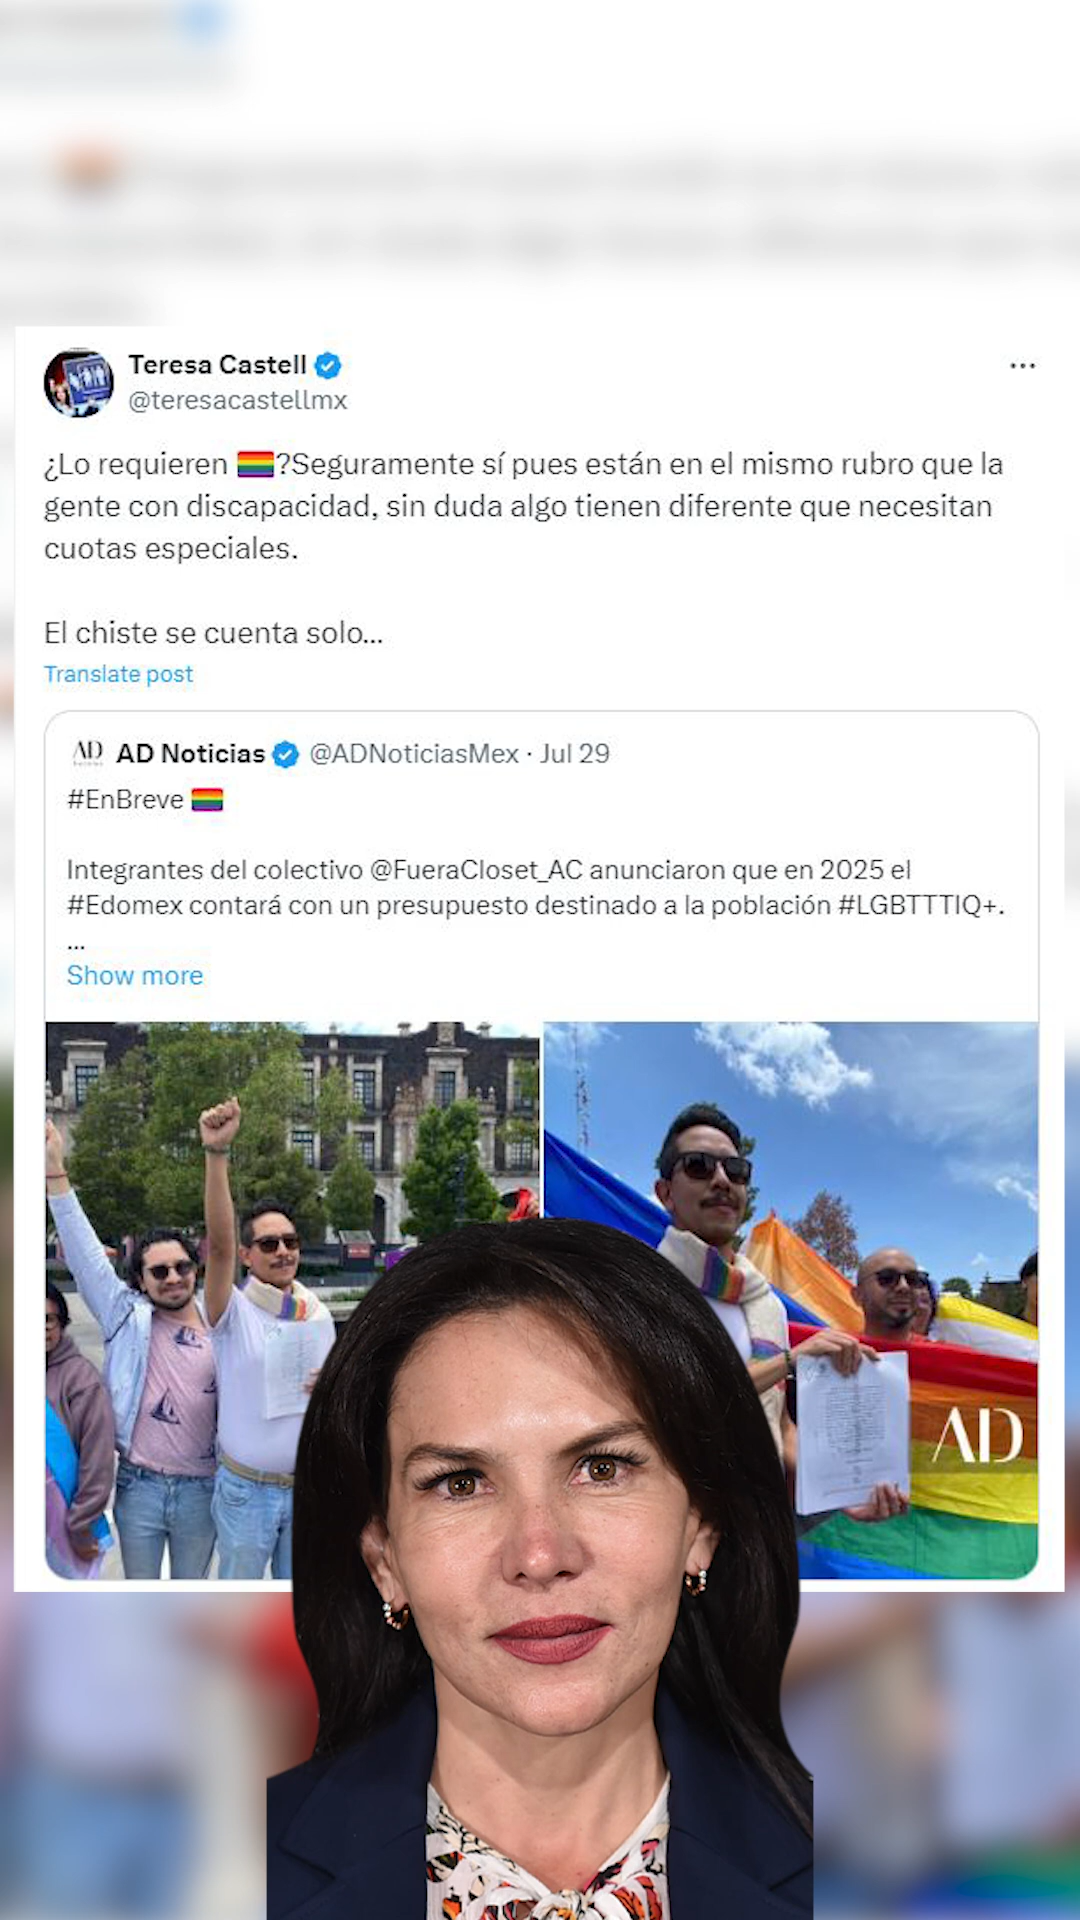 Teresa Castell
@teresacastellmx
¿Lo requieren 🏳️‍🌈?Seguramente sí pues están en el mismo rubro que la
gente con discapacidad, sin duda algo tienen diferente que necesitan
cuotas especiales.
El chiste se cuenta solo...
Translate post
AD Noticias @ADNoticiasMex · Jul 29
#EnBreve 🏳️‍🌈
Integrantes del colectivo @FueraCloset_AC anunciaron que en 2025 el
#Edomex contará con un presupuesto destinado a la población #LGBTTTIQ+.
...
Show more
AD